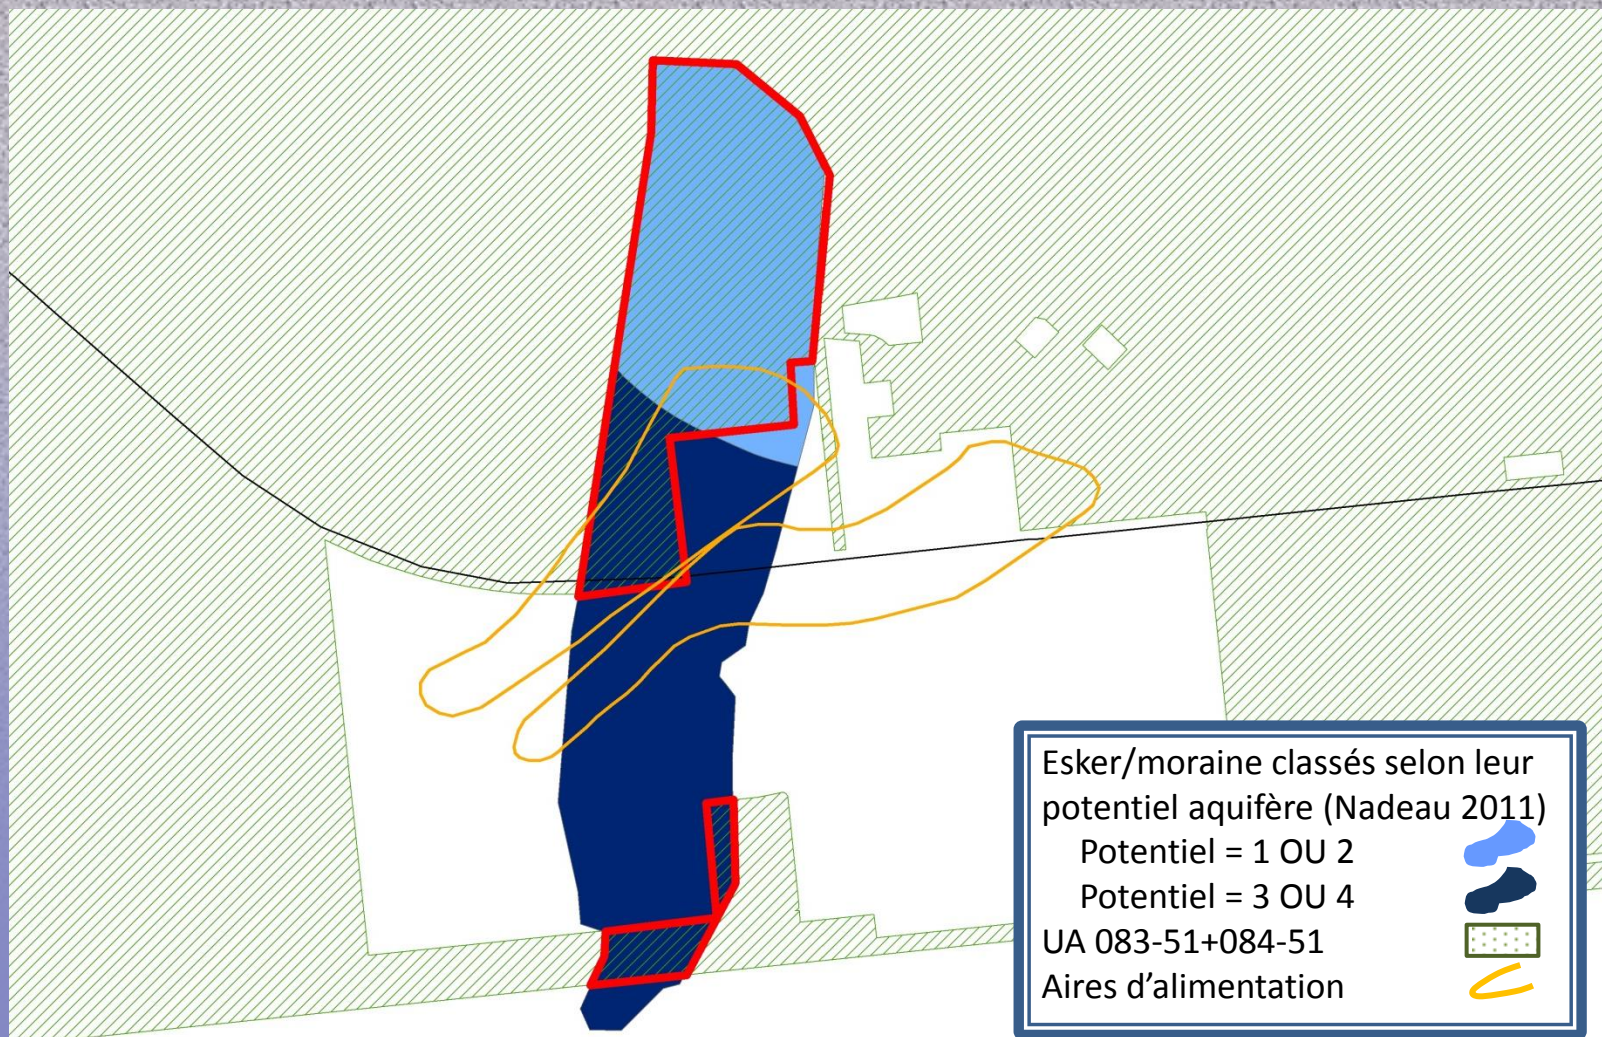 Esker/moraine classés selon leur
potentiel aquifère (Nadeau 2011)
Potentiel = 1 OU 2
Potentiel = 3 OU 4
UA 083-51+084-51
Aires d’alimentation